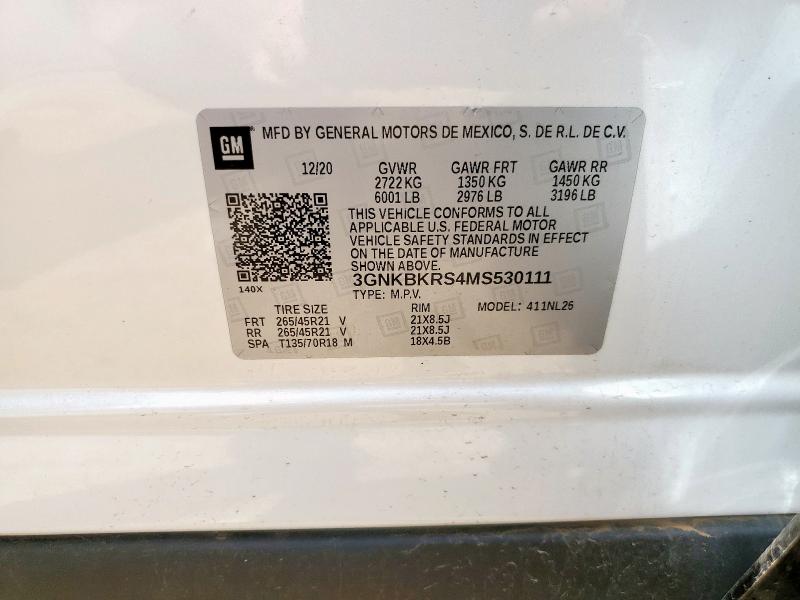 GM ® MFD BY GENERAL MOTORS DE MEXICO, S. DE R.L. DE C.V.
12/20 GVWR GAWR FRT GAWR RR
2722 KG 1350 KG 1450 KG
6001 LB 2976 LB 3196 LB
THIS VEHICLE CONFORMS TO ALL
APPLICABLE U.S. FEDERAL MOTOR
VEHICLE SAFETY STANDARDS IN EFFECT
ON THE DATE OF MANUFACTURE
SHOWN ABOVE.
3GNKBKRS4MS530111
140X TYPE: M.P.V.
TIRE SIZE RIM MODEL: 411NL26
FRT 265/45R21 V 21X8.5J
RR 265/45R21 V 21X8.5J
SPA T135/70R18 M 18X4.5B